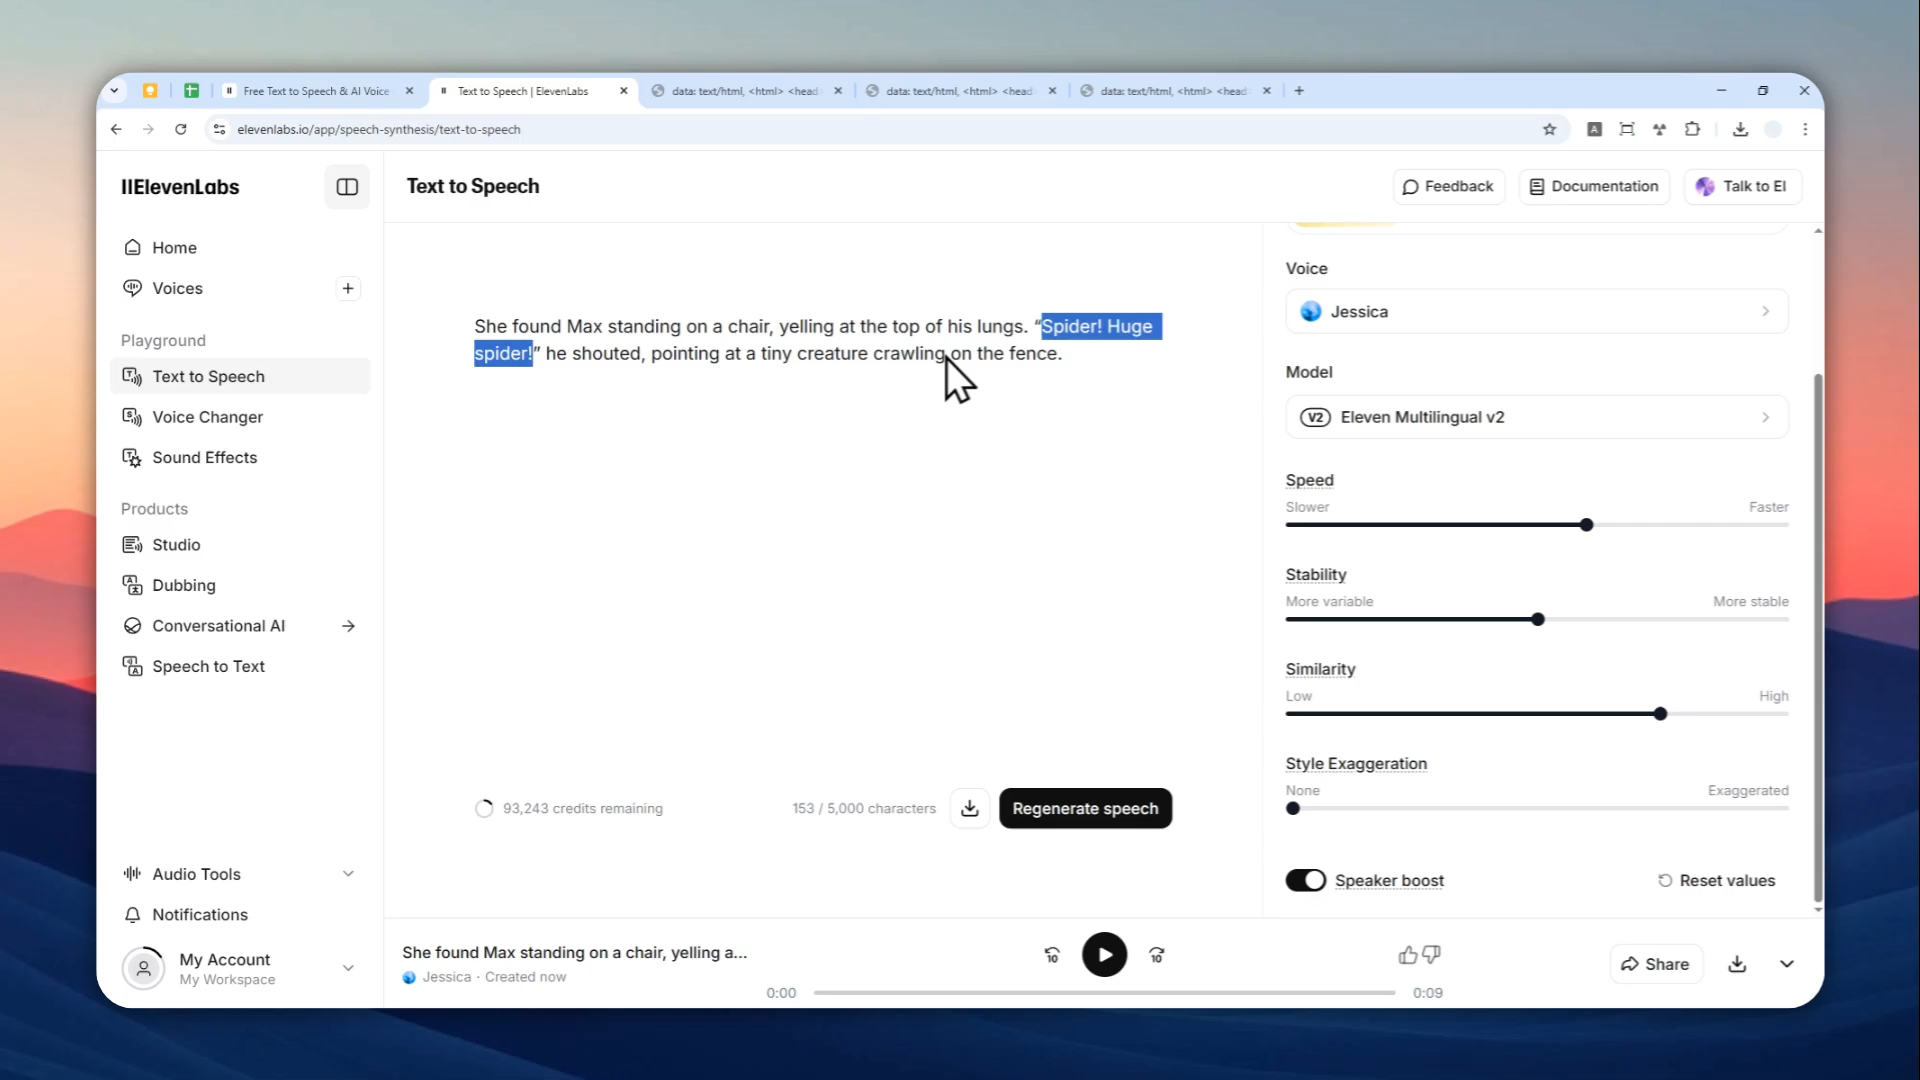 Free Text to Speech & AI Voice
Text to Speech | ElevenLabs
data: text/html, <html> <head
data: text/html, <html> <head
data: text/html, <html> <head
elevenlabs.io/app/speech-synthesis/text-to-speech
IIElevenLabs
Text to Speech
Feedback
Documentation
Talk to El
Home
Voices
Playground
Text to Speech
Voice Changer
Sound Effects
Products
Studio
Dubbing
Conversational AI
Speech to Text
Audio Tools
Notifications
My Account
My Workspace
She found Max standing on a chair, yelling at the top of his lungs. “Spider! Huge
spider!” he shouted, pointing at a tiny creature crawling on the fence.
93,243 credits remaining
153 / 5,000 characters
Regenerate speech
Voice
Jessica
Model
V2 Eleven Multilingual v2
Speed
Slower Faster
Stability
More variable More stable
Similarity
Low High
Style Exaggeration
None Exaggerated
Speaker boost
Reset values
She found Max standing on a chair, yelling a...
Jessica · Created now
10
10
0:00
0:09
Share